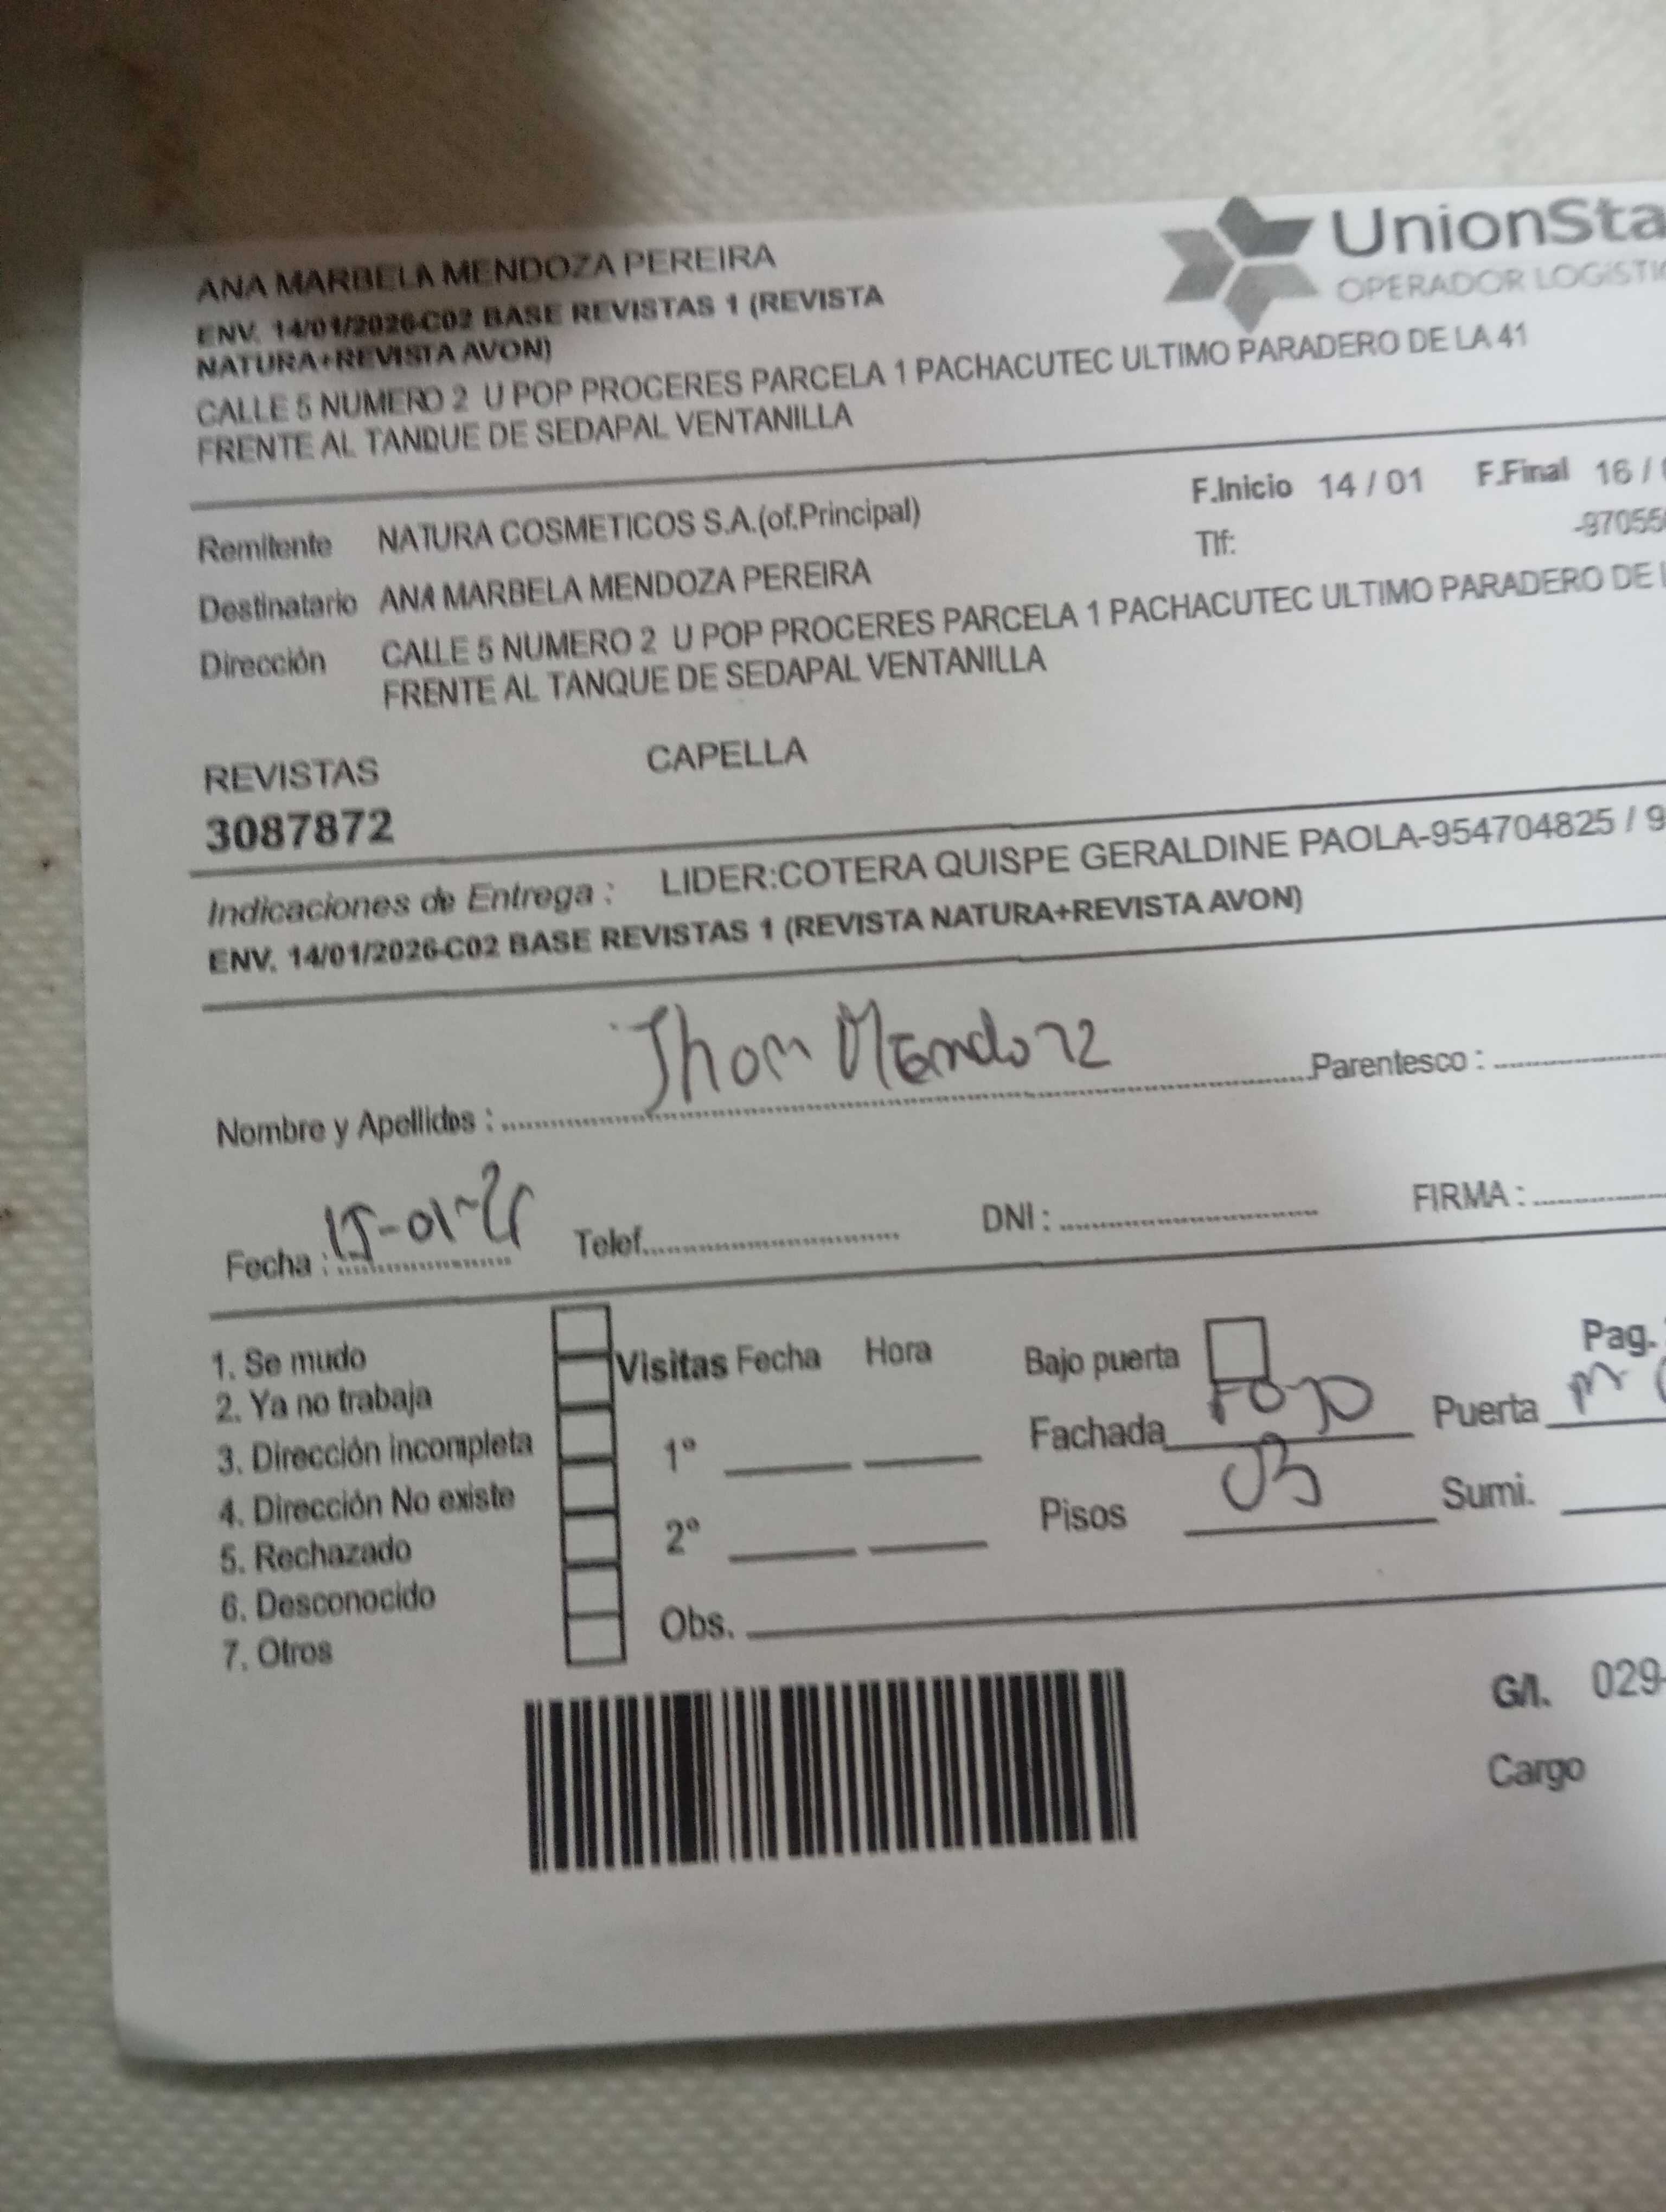 UnionSta
OPERADOR LOGÍSTIC
ANA MARBELA MENDOZA PEREIRA
ENV. 14/01/2026-C02 BASE REVISTAS 1 (REVISTA
NATURA+REVISTA AVON)
CALLE 5 NUMERO 2 U POP PROCERES PARCELA 1 PACHACUTEC ULTIMO PARADERO DE LA 41
FRENTE AL TANQUE DE SEDAPAL VENTANILLA
F.Inicio 14 / 01 F.Final 16 /
Remitente NATURA COSMETICOS S.A.(of.Principal)
Tlf: -97055
Destinatario ANA MARBELA MENDOZA PEREIRA
Dirección CALLE 5 NUMERO 2 U POP PROCERES PARCELA 1 PACHACUTEC ULTIMO PARADERO DE
FRENTE AL TANQUE DE SEDAPAL VENTANILLA
REVISTAS CAPELLA
3087872
Indicaciones de Entrega : LIDER:COTERA QUISPE GERALDINE PAOLA-954704825 / 9
ENV. 14/01/2026-C02 BASE REVISTAS 1 (REVISTA NATURA+REVISTA AVON)
Nombre y Apellidos : Jhon Mendoza Parentesco :
Fecha : 15-01-26 Telef. DNI : FIRMA :
1. Se mudo
2. Ya no trabaja
3. Dirección incompleta
4. Dirección No existe
5. Rechazado
6. Desconocido
7. Otros
Visitas Fecha Hora
1º
2º
Obs.
Bajo puerta Pag.
Fachada rojo Puerta
Pisos 03 Sumi.
G/I. 029-
Cargo